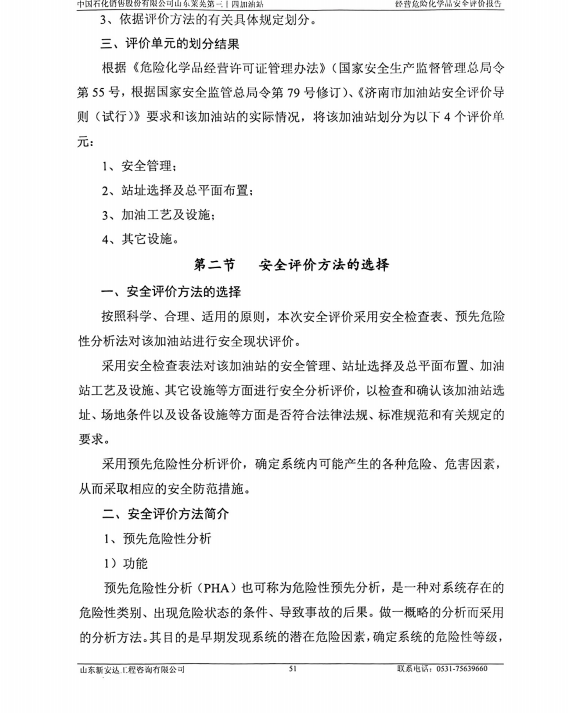 中国石化销售股份有限公司山东莱芜第三十四加油站 经营危险化学品安全评价报告
3、依据评价方法的有关具体规定划分。
三、评价单元的划分结果
根据《危险化学品经营许可证管理办法》（国家安全生产监督管理总局令
第 55 号，根据国家安全监管总局令第 79 号修订）、《济南市加油站安全评价导
则（试行）》要求和该加油站的实际情况，将该加油站划分为以下 4 个评价单
元：
1、安全管理；
2、站址选择及总平面布置；
3、加油工艺及设施；
4、其它设施。
第二节 安全评价方法的选择
一、安全评价方法的选择
按照科学、合理、适用的原则，本次安全评价采用安全检查表、预先危险
性分析法对该加油站进行安全现状评价。
采用安全检查表法对该加油站的安全管理、站址选择及总平面布置、加油
站工艺及设施、其它设施等方面进行安全分析评价，以检查和确认该加油站选
址、场地条件以及设备设施等方面是否符合法律法规、标准规范和有关规定的
要求。
采用预先危险性分析评价，确定系统内可能产生的各种危险、危害因素，
从而采取相应的安全防范措施。
二、安全评价方法简介
1、预先危险性分析
1）功能
预先危险性分析（PHA）也可称为危险性预先分析，是一种对系统存在的
危险性类别、出现危险状态的条件、导致事故的后果。做一概略的分析而采用
的分析方法。其目的是早期发现系统的潜在危险因素，确定系统的危险性等级，
山东新安达工程咨询有限公司 51 联系电话：0531-75639660